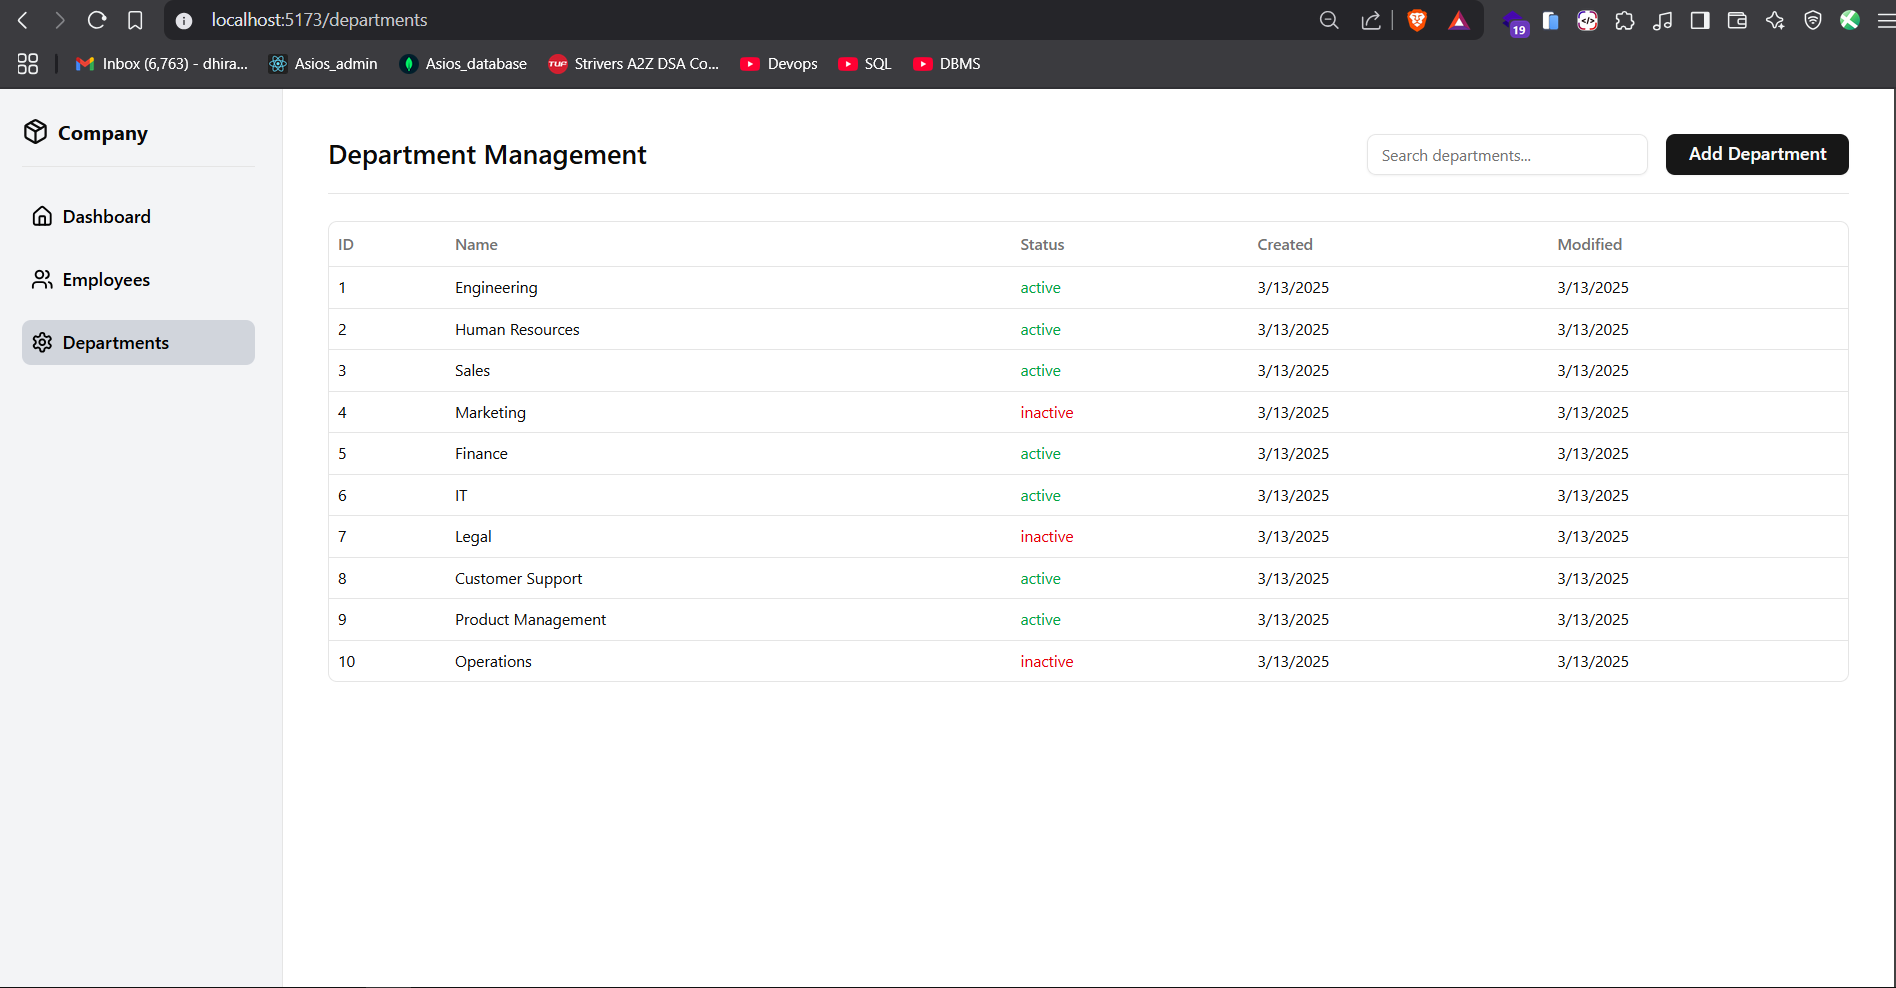 localhost:5173/departments
19
Inbox (6,763) - dhira...
Asios_admin
Asios_database
TUF
Strivers A2Z DSA Co...
Devops
SQL
DBMS
Company
Dashboard
Employees
Departments
Department Management
Search departments...
Add Department
ID Name Status Created Modified
1 Engineering active 3/13/2025 3/13/2025
2 Human Resources active 3/13/2025 3/13/2025
3 Sales active 3/13/2025 3/13/2025
4 Marketing inactive 3/13/2025 3/13/2025
5 Finance active 3/13/2025 3/13/2025
6 IT active 3/13/2025 3/13/2025
7 Legal inactive 3/13/2025 3/13/2025
8 Customer Support active 3/13/2025 3/13/2025
9 Product Management active 3/13/2025 3/13/2025
10 Operations inactive 3/13/2025 3/13/2025